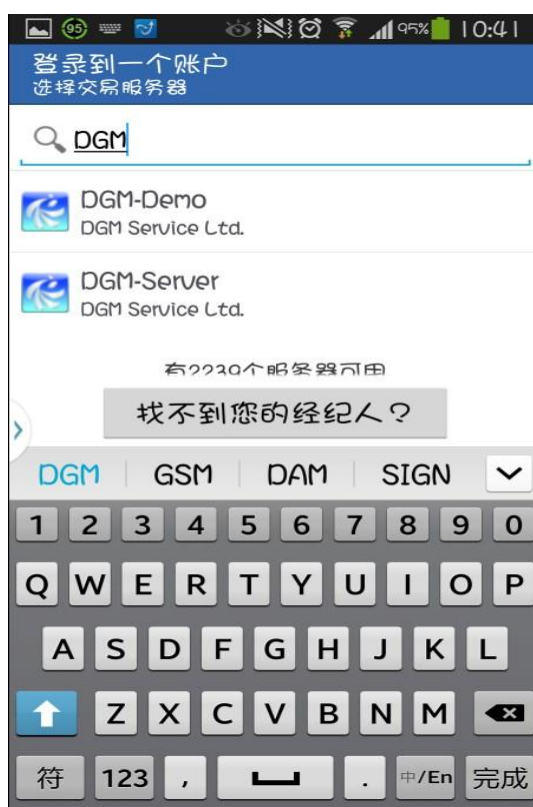 95 95% 10:41
登录到一个账户
选择交易服务器
DGM
DGM-Demo
DGM Service Ltd.
DGM-Server
DGM Service Ltd.
有2239个服务器可用
找不到您的经纪人？
DGM GSM DAM SIGN
1 2 3 4 5 6 7 8 9 0
Q W E R T Y U I O P
A S D F G H J K L
Z X C V B N M
符 123 , . 中/En 完成